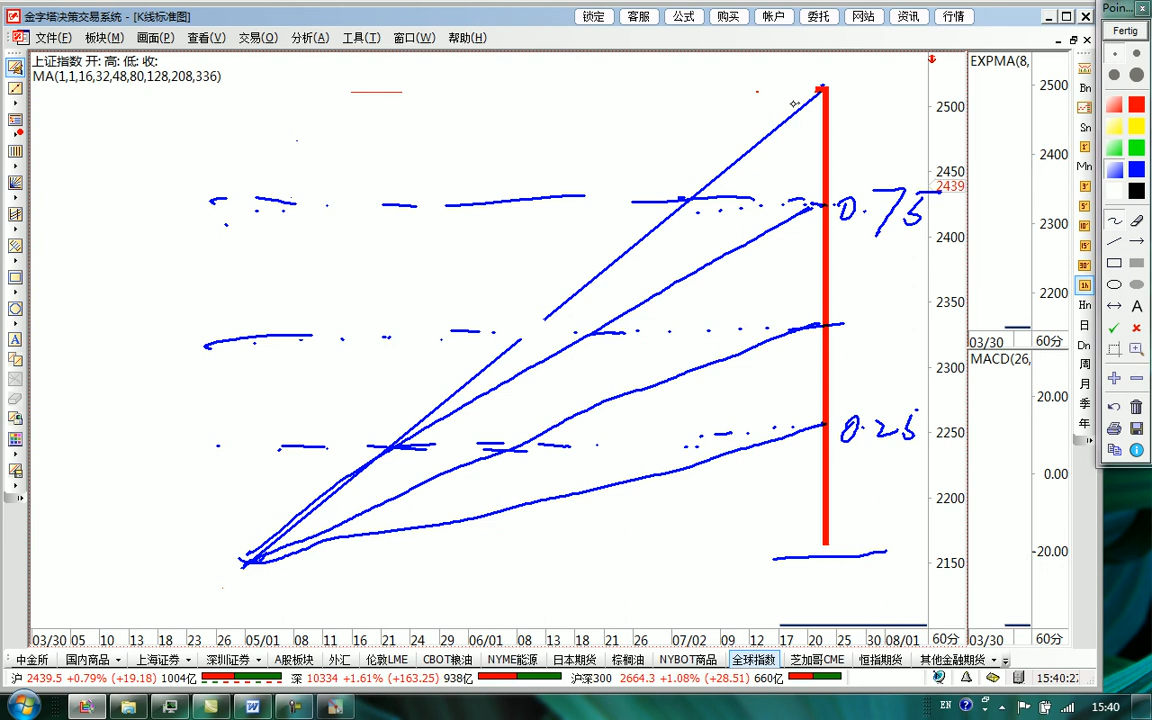 金字塔决策交易系统 - [K线标准图]
锁定 客服 公式 购买 帐户 委托 网站 资讯 行情
Poin...
Fertig
文件(F) 板块(M) 画面(P) 查看(V) 交易(Q) 分析(A) 工具(T) 窗口(W) 帮助(H)
上证指数 开: 高: 低: 收:
MA(1,1,16,32,48,80,128,208,336)
EXPMA(8,
2500
2450
2439
2400
2350
2300
2250
2200
2150
0.75
0.25
2500
2400
2300
2200
03/30 60分
MACD(26,
20.00
0.00
-20.00
Bn
Sn
1'
Mn
3'
5'
10'
15'
30'
1h
Hn
日
Dn
周
月
季
年
03/30 05 10 13 18 23 26 05/01 08 11 16 21 24 29 06/01 08 13 18 21 26 07/02 09 12 17 20 25 30 08/01 60分 03/30 60分
中金所 国内商品 上海证券 深圳证券 A股板块 外汇 伦敦LME CBOT粮油 NYME能源 日本期货 棕榈油 NYBOT商品 全球指数 芝加哥CME 恒指期货 其他金融期货
沪 2439.5 +0.79% (+19.18) 1004亿 深 10334 +1.61% (+163.25) 938亿 沪深300 2664.3 +1.08% (+28.51) 660亿 15:40:27
EN 15:40